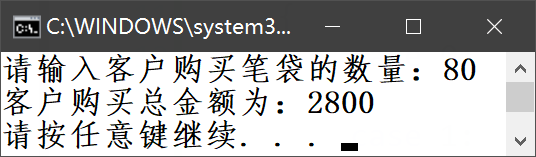 C:\WINDOWS\system3...
请输入客户购买笔袋的数量：80
客户购买总金额为：2800
请按任意键继续. . .